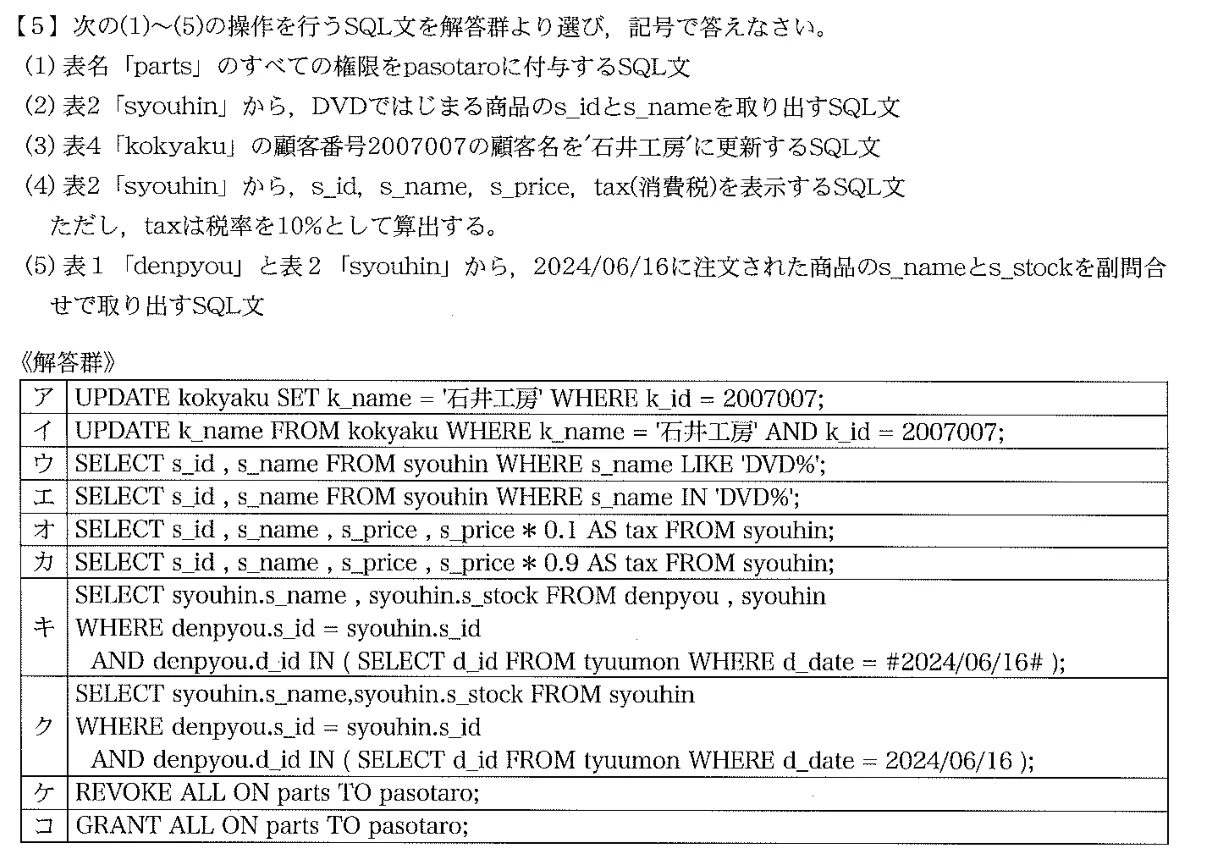 【5】次の(1)～(5)の操作を行うSQL文を解答群より選び，記号で答えなさい。
(1) 表名「parts」のすべての権限をpasotaroに付与するSQL文
(2) 表2「syouhin」から，DVDではじまる商品のs_idとs_nameを取り出すSQL文
(3) 表4「kokyaku」の顧客番号2007007の顧客名を′石井工房′に更新するSQL文
(4) 表2「syouhin」から，s_id，s_name，s_price，tax(消費税)を表示するSQL文
ただし，taxは税率を10%として算出する。
(5) 表1「denpyou」と表2「syouhin」から，2024/06/16に注文された商品のs_nameとs_stockを副問合
せで取り出すSQL文
《解答群》
ア UPDATE kokyaku SET k_name = '石井工房' WHERE k_id = 2007007;
イ UPDATE k_name FROM kokyaku WHERE k_name = '石井工房' AND k_id = 2007007;
ウ SELECT s_id , s_name FROM syouhin WHERE s_name LIKE 'DVD%';
エ SELECT s_id , s_name FROM syouhin WHERE s_name IN 'DVD%';
オ SELECT s_id , s_name , s_price , s_price * 0.1 AS tax FROM syouhin;
カ SELECT s_id , s_name , s_price , s_price * 0.9 AS tax FROM syouhin;
キ SELECT syouhin.s_name , syouhin.s_stock FROM denpyou , syouhin
WHERE denpyou.s_id = syouhin.s_id
AND denpyou.d_id IN ( SELECT d_id FROM tyuumon WHERE d_date = #2024/06/16# );
ク SELECT syouhin.s_name,syouhin.s_stock FROM syouhin
WHERE denpyou.s_id = syouhin.s_id
AND denpyou.d_id IN ( SELECT d_id FROM tyuumon WHERE d_date = 2024/06/16 );
ケ REVOKE ALL ON parts TO pasotaro;
コ GRANT ALL ON parts TO pasotaro;